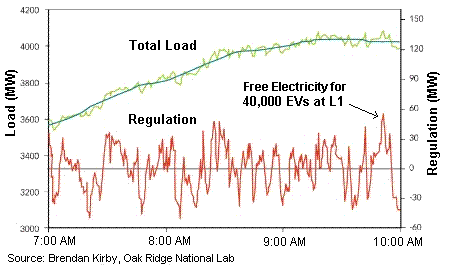 4200
4000
3800
3600
3400
3200
3000
Load (MW)
Total Load
Regulation
Free Electricity for
40,000 EVs at L1
150
120
90
60
30
0
-30
-60
Regulation (MW)
7:00 AM
8:00 AM
9:00 AM
10:00 AM
Source: Brendan Kirby, Oak Ridge National Lab